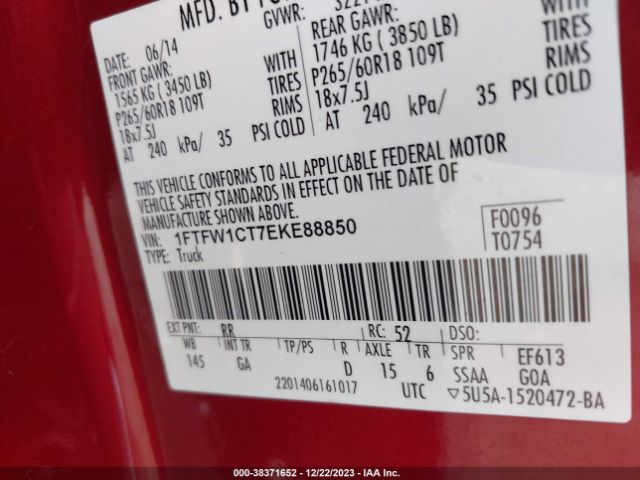 MFD. BY FO
GVWR: 322
DATE: 06/14
FRONT GAWR: WITH
1565 KG ( 3450 LB) TIRES
P265/60R18 109T RIMS
18x7.5J
AT 240 kPa/ 35 PSI COLD
REAR GAWR: WITH
1746 KG ( 3850 LB) TIRES
P265/60R18 109T RIMS
18x7.5J
AT 240 kPa/ 35 PSI COLD
THIS VEHICLE CONFORMS TO ALL APPLICABLE FEDERAL MOTOR
VEHICLE SAFETY STANDARDS IN EFFECT ON THE DATE OF
MANUFACTURE SHOWN ABOVE.
VIN: 1FTFW1CT7EKE88850
TYPE: Truck
F0096
T0754
EXT PNT: RR RC: 52 DSO:
WB INT TR TP/PS R AXLE TR SPR EF613
145 GA D 15 6 SSAA GOA
2201406161017 UTC ▽5U5A-1520472-BA
© - 38371652 - 12/22/2023 - IAA Inc.